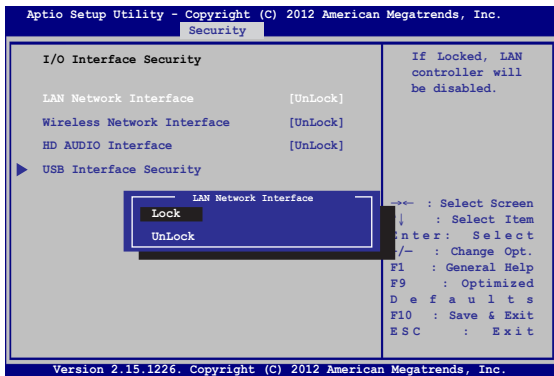 Aptio Setup Utility - Copyright (C) 2012 American Megatrends, Inc.
Security
I/O Interface Security
LAN Network Interface [UnLock]
Wireless Network Interface [UnLock]
HD AUDIO Interface [UnLock]
USB Interface Security
LAN Network Interface
Lock
UnLock
If Locked, LAN
controller will
be disabled.
→← : Select Screen
↓ : Select Item
nter: Select
/— : Change Opt.
F1 : General Help
F9 : Optimized
Defaults
F10 : Save & Exit
ESC : Exit
Version 2.15.1226. Copyright (C) 2012 American Megatrends, Inc.